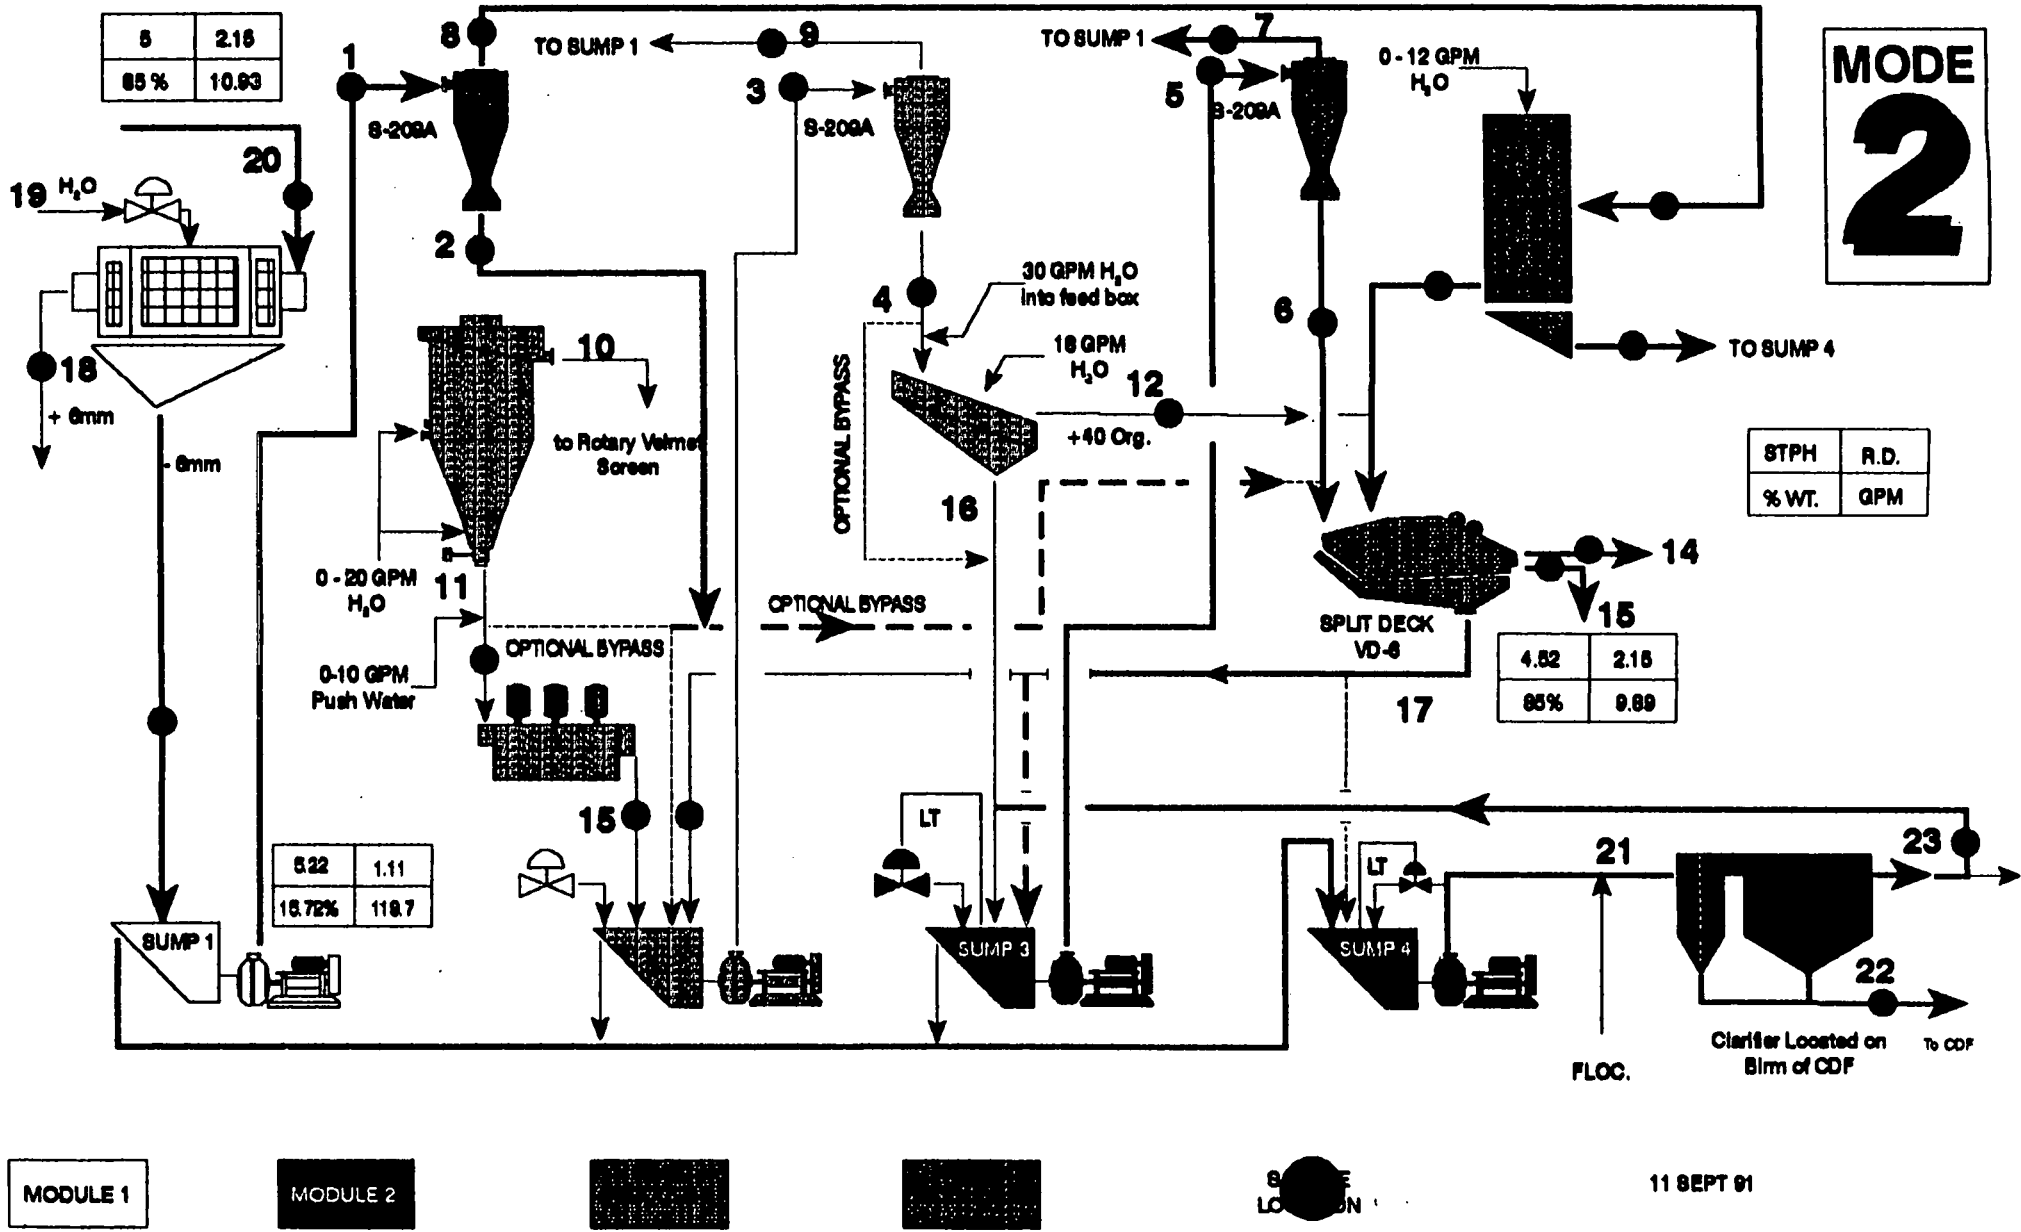 5 2.15
85 % 10.93
1
8
TO SUMP 1
9
TO SUMP 1
7
0 - 12 GPM
H2O
MODE
2
3
5
S-209A
S-209A
S-209A
20
19 H2O
2
4
30 GPM H2O
into feed box
6
18
+ 6mm
10
18 GPM
H2O
12
TO SUMP 4
OPTIONAL BYPASS
+40 Org.
- 6mm
to Rotary Velmet
Screen
STPH R.D.
% WT. GPM
16
14
0 - 20 GPM
H2O
11
OPTIONAL BYPASS
15
SPLIT DECK
VD-6
OPTIONAL BYPASS
0-10 GPM
Push Water
4.52 2.15
85% 9.89
17
15
LT
LT
21
23
5.22 1.11
15.72% 119.7
SUMP 1
SUMP 3
SUMP 4
22
Clarifier Located on
Birm of CDF
To CDF
FLOC.
MODULE 1
MODULE 2
11 SEPT 91